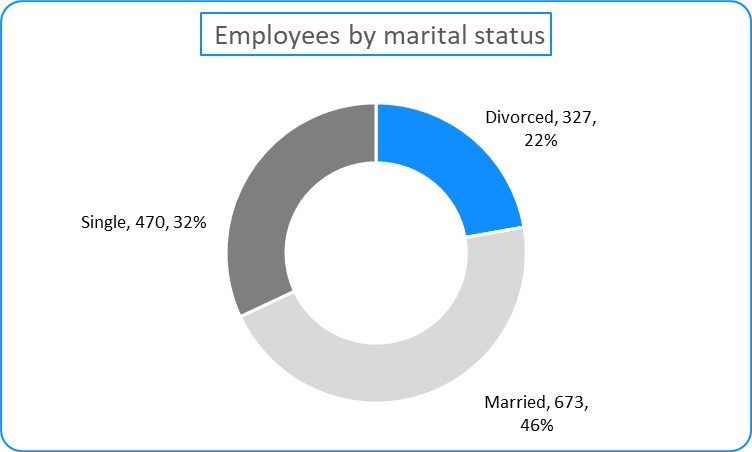 Employees by marital status
Divorced, 327,
22%
Single, 470, 32%
Married, 673,
46%